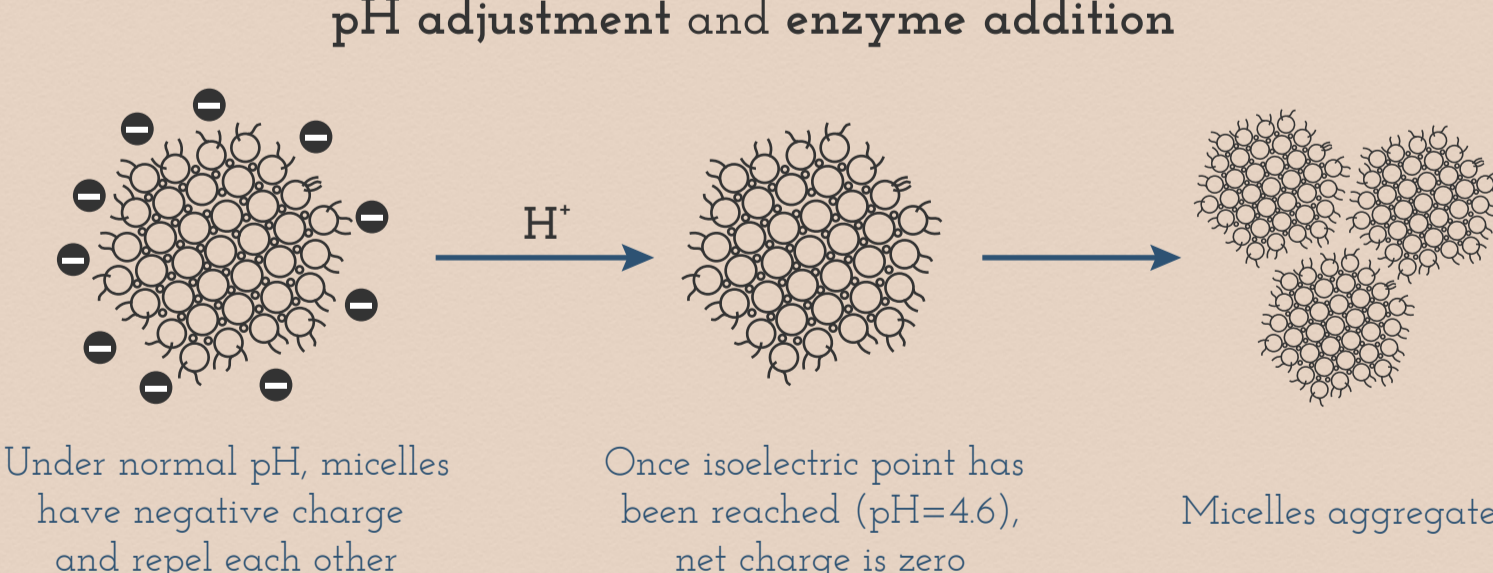 pH adjustment and enzyme addition
H⁺
Under normal pH, micelles
have negative charge
and repel each other
Once isoelectric point has
been reached (pH=4.6),
net charge is zero
Micelles aggregate